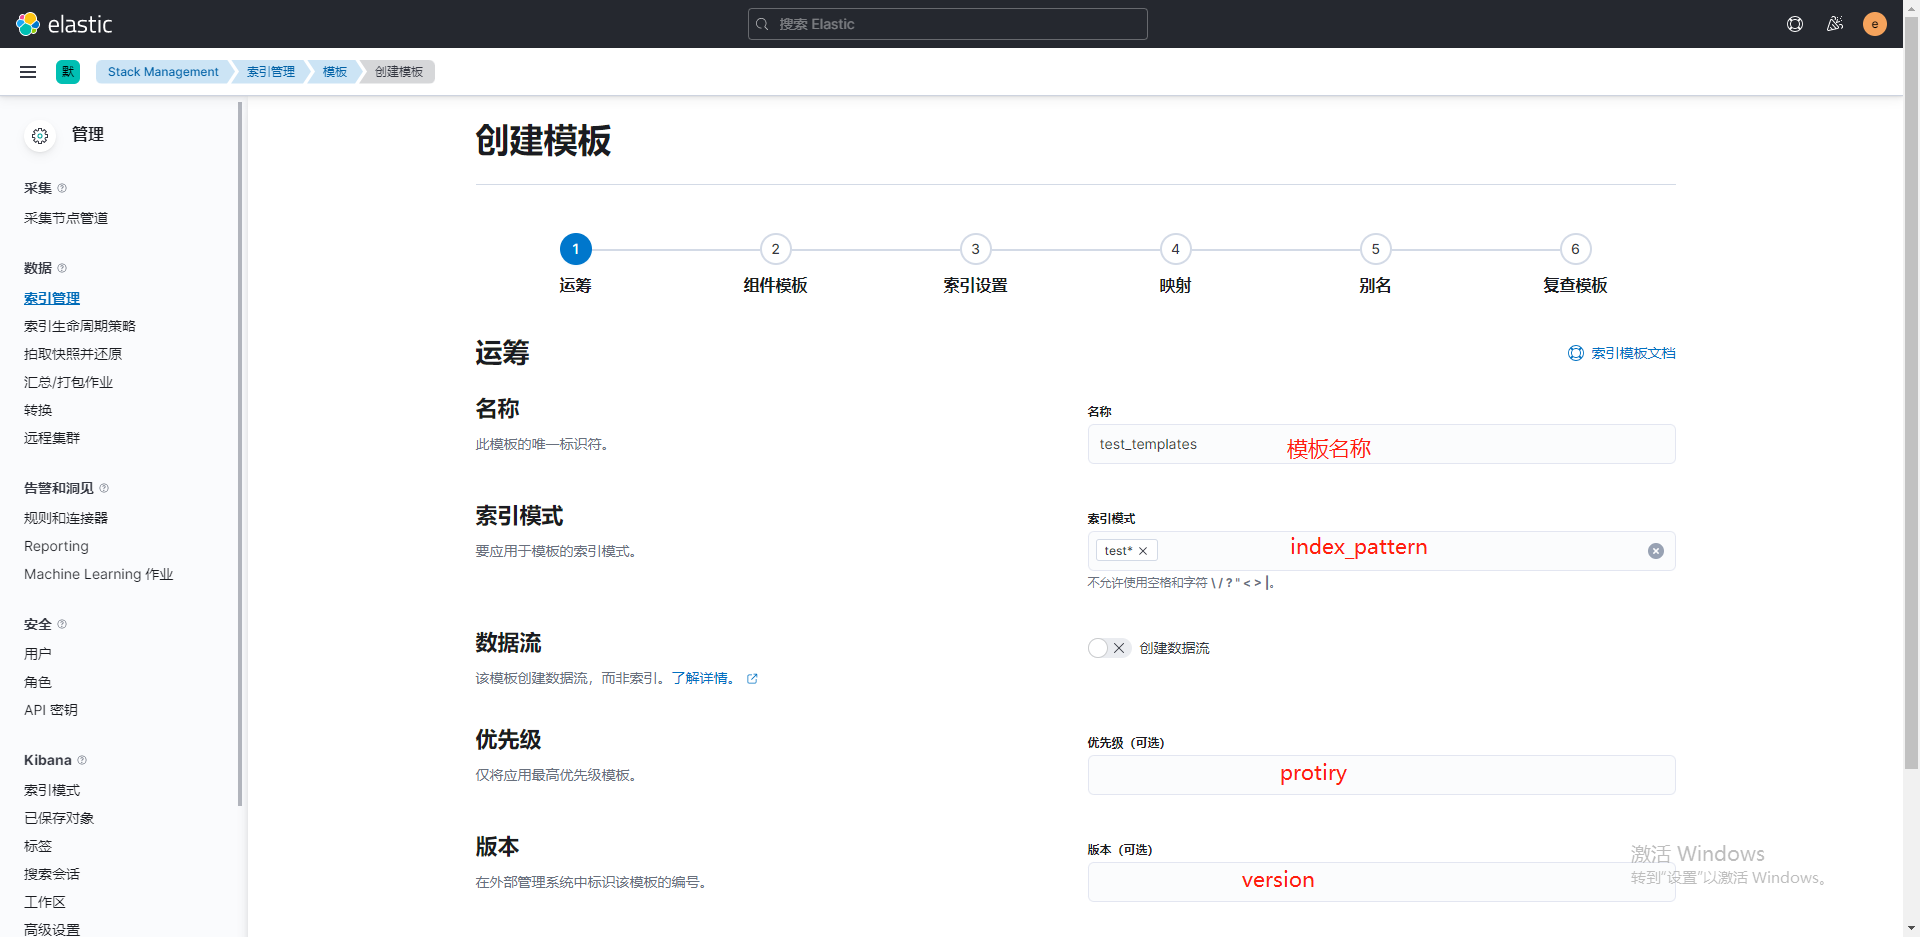 elastic
搜索 Elastic
e
默
Stack Management
索引管理
模板
创建模板
管理
采集
采集节点管道
数据
索引管理
索引生命周期策略
拍取快照并还原
汇总/打包作业
转换
远程集群
告警和洞见
规则和连接器
Reporting
Machine Learning 作业
安全
用户
角色
API 密钥
Kibana
索引模式
已保存对象
标签
搜索会话
工作区
高级设置
创建模板
1
2
3
4
5
6
运筹
组件模板
索引设置
映射
别名
复查模板
运筹
索引模板文档
名称
此模板的唯一标识符。
名称
test_templates
模板名称
索引模式
要应用于模板的索引模式。
索引模式
test*
index_pattern
不允许使用空格和字符 \ / ? " < > |。
数据流
该模板创建数据流，而非索引。了解详情。
创建数据流
优先级
仅将应用最高优先级模板。
优先级（可选）
protiry
版本
在外部管理系统中标识该模板的编号。
版本（可选）
version
激活 Windows
转到"设置"以激活 Windows。